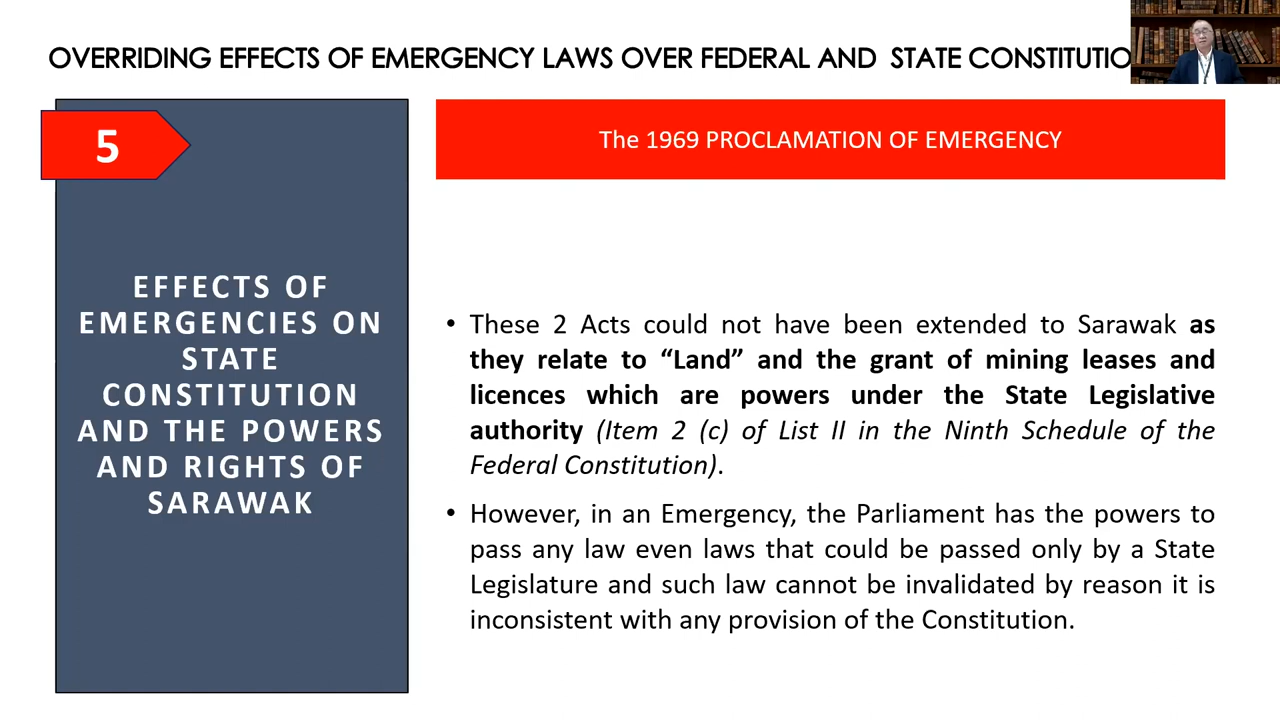 OVERRIDING EFFECTS OF EMERGENCY LAWS OVER FEDERAL AND STATE CONSTITUTIO
5
EFFECTS OF
EMERGENCIES ON
STATE
CONSTITUTION
AND THE POWERS
AND RIGHTS OF
SARAWAK
The 1969 PROCLAMATION OF EMERGENCY
• These 2 Acts could not have been extended to Sarawak as
they relate to “Land” and the grant of mining leases and
licences which are powers under the State Legislative
authority (Item 2 (c) of List II in the Ninth Schedule of the
Federal Constitution).
• However, in an Emergency, the Parliament has the powers to
pass any law even laws that could be passed only by a State
Legislature and such law cannot be invalidated by reason it is
inconsistent with any provision of the Constitution.